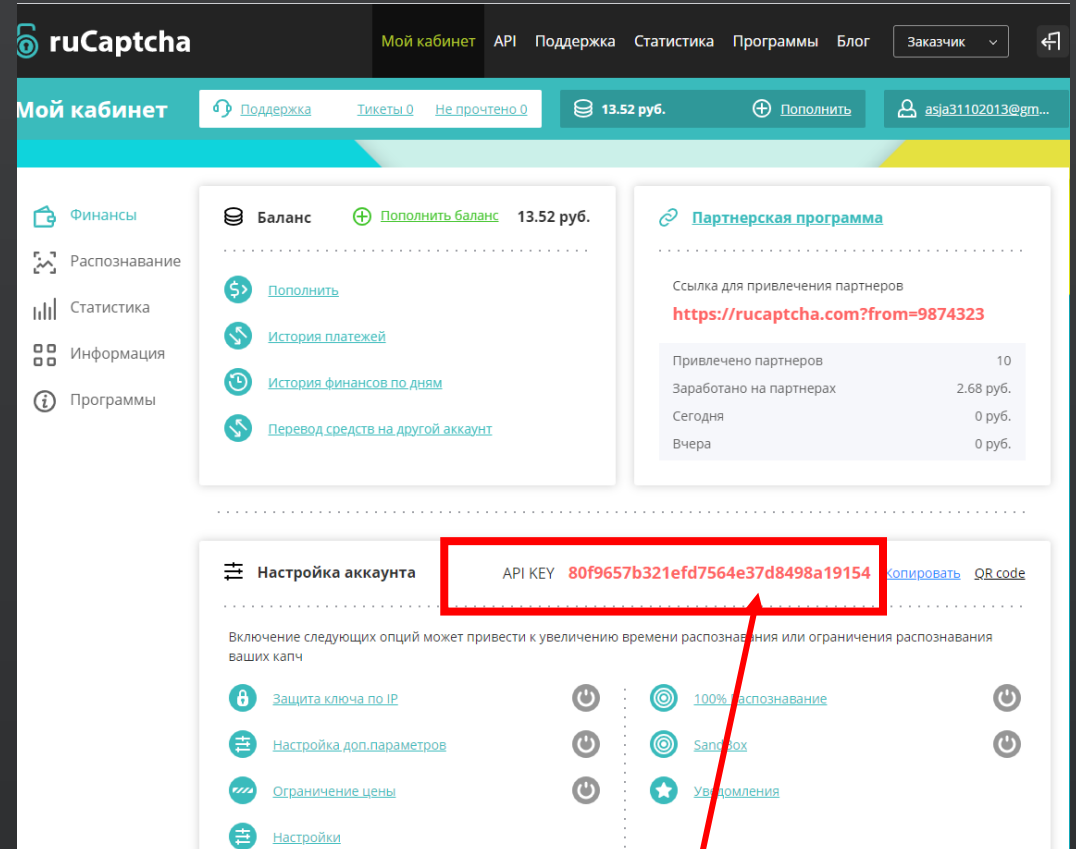 ruCaptcha
Мой кабинет API Поддержка Статистика Программы Блог Заказчик
Мой кабинет Поддержка Тикеты 0 Не прочтено 0 13.52 руб. Пополнить asja31102013@gm...
Финансы
Распознавание
Статистика
Информация
Программы
Баланс Пополнить баланс 13.52 руб.
Пополнить
История платежей
История финансов по дням
Перевод средств на другой аккаунт
Партнерская программа
Ссылка для привлечения партнеров
https://rucaptcha.com?from=9874323
Привлечено партнеров 10
Заработано на партнерах 2.68 руб.
Сегодня 0 руб.
Вчера 0 руб.
Настройка аккаунта API KEY 80f9657b321efd7564e37d8498a19154 Копировать QR code
Включение следующих опций может привести к увеличению времени распознавания или ограничения распознавания
ваших капч
Защита ключа по IP
Настройка доп.параметров
Ограничение цены
Настройки
100% Распознавание
SandBox
Уведомления